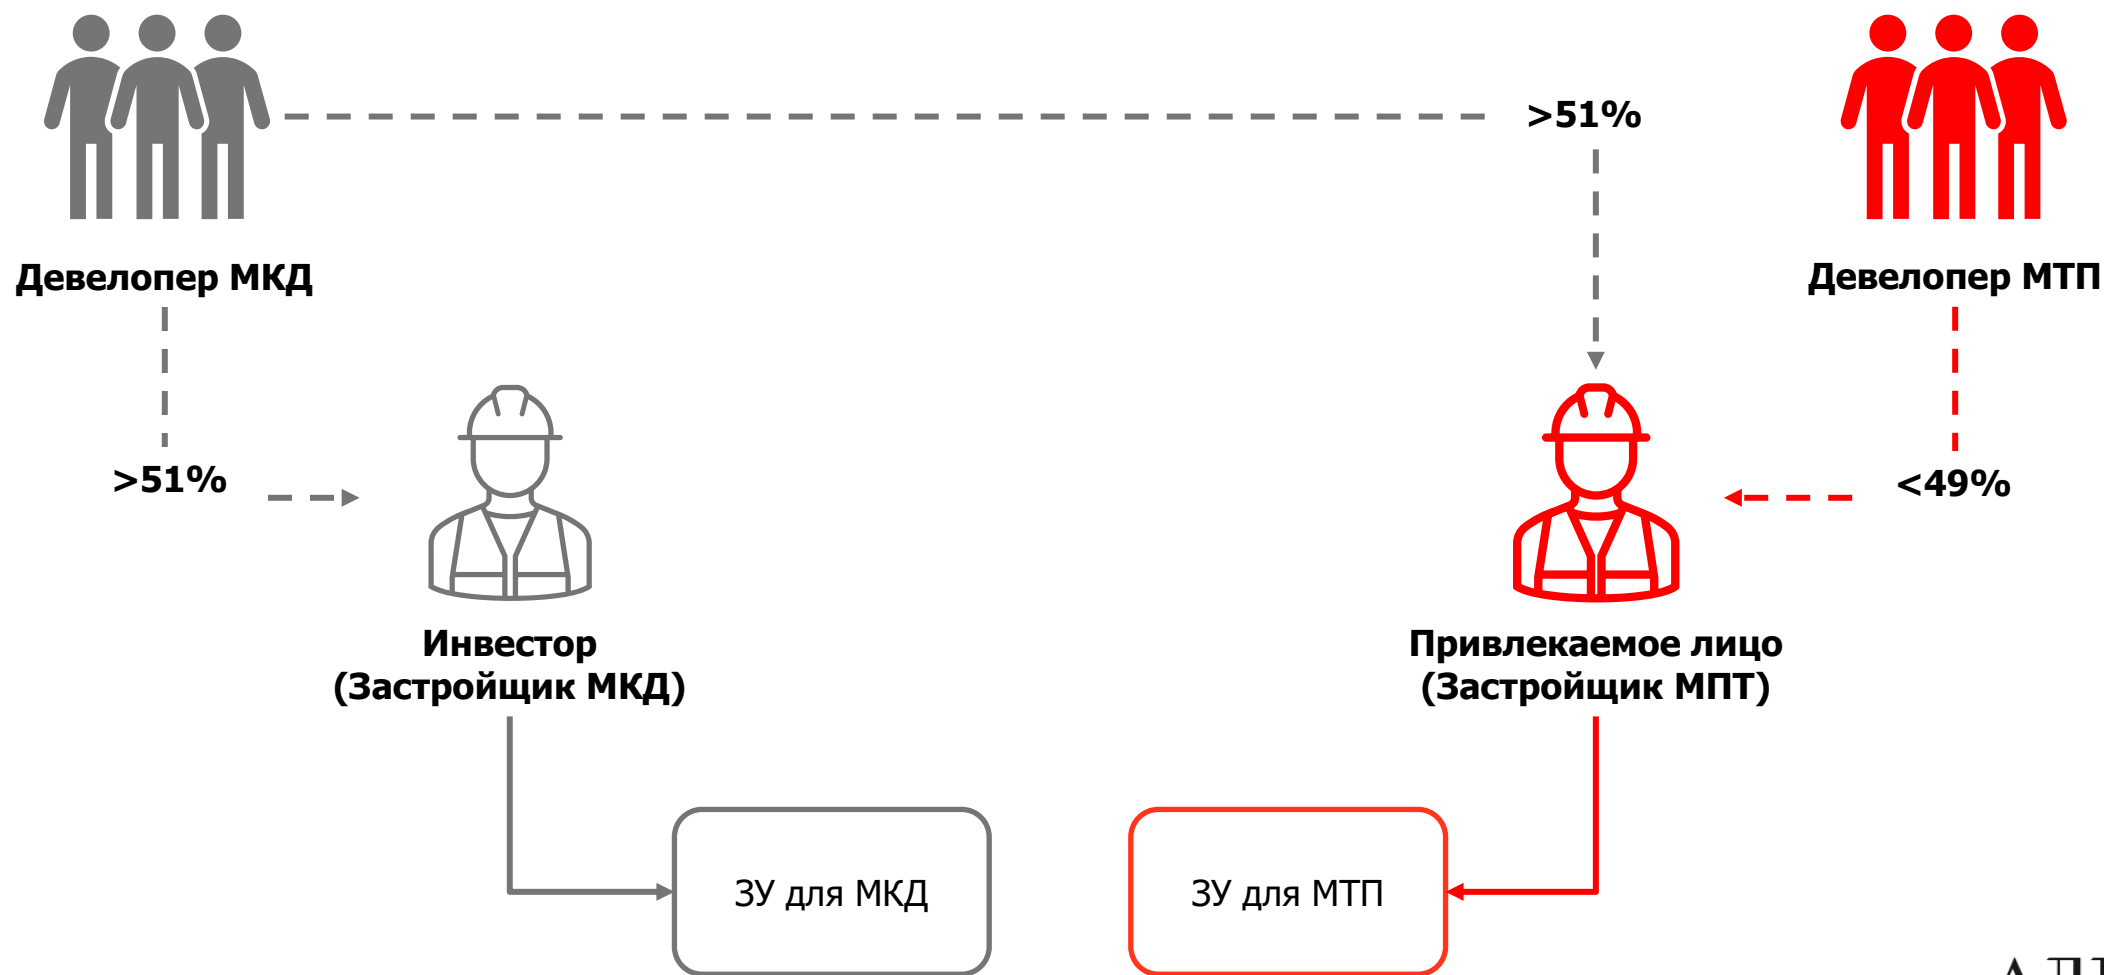 >51%
Девелопер МКД
Девелопер МТП
>51%
<49%
Инвестор
(Застройщик МКД)
Привлекаемое лицо
(Застройщик МПТ)
ЗУ для МКД
ЗУ для МТП